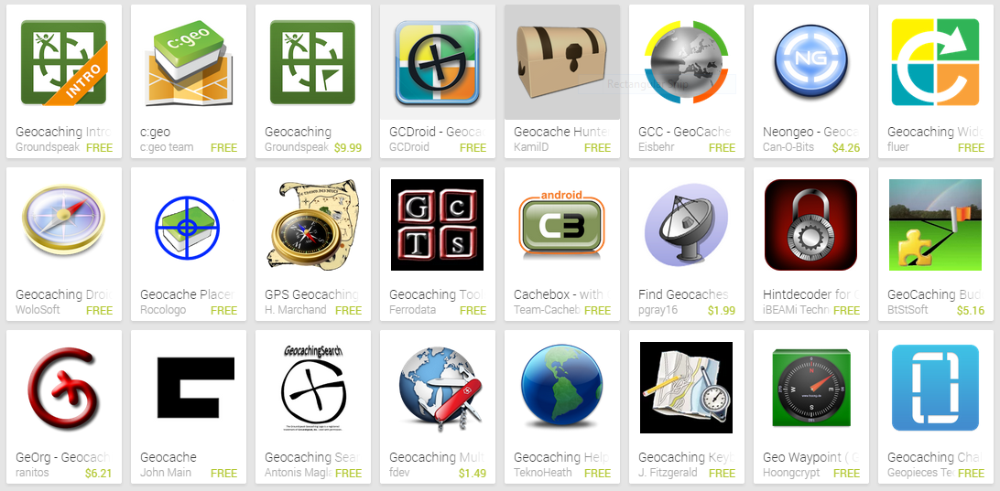 INTRO
Geocaching Intro
Groundspeak FREE
c:geo
c:geo
c:geo team FREE
Geocaching
Groundspeak $9.99
GCDroid - Geoca
GCDroid FREE
Geocache Hunte
KamilD FREE
Rectangular Snip
GCC - GeoCache
Eisbehr FREE
NG
Neongeo - Geoca
Can-O-Bits $4.26
Geocaching Widg
fluer FREE
Geocaching Droi
WoloSoft FREE
Geocache Placer
Rocologo FREE
GPS Geocaching
H. Marchand FREE
G C
T S
Geocaching Tool
Ferrodata FREE
android
C3
Cachebox - with
Team-Cacheb FREE
Find Geocaches
pgray16 $1.99
Hintdecoder for G
iBEAMi Techn FREE
GeoCaching Bud
BtStSoft $5.16
GeOrg - Geocach
ranitos $6.21
Geocache
John Main FREE
GeocachingSearch
Geocaching Sear
Antonis Magla FREE
Geocaching Mult
fdev $1.49
Geocaching Help
TeknoHeath FREE
Geocaching Keyb
J. Fitzgerald FREE
N
W E
S
Geo Waypoint ( G
Hoongcrypt FREE
Geocaching Cha
Geopieces Te FREE